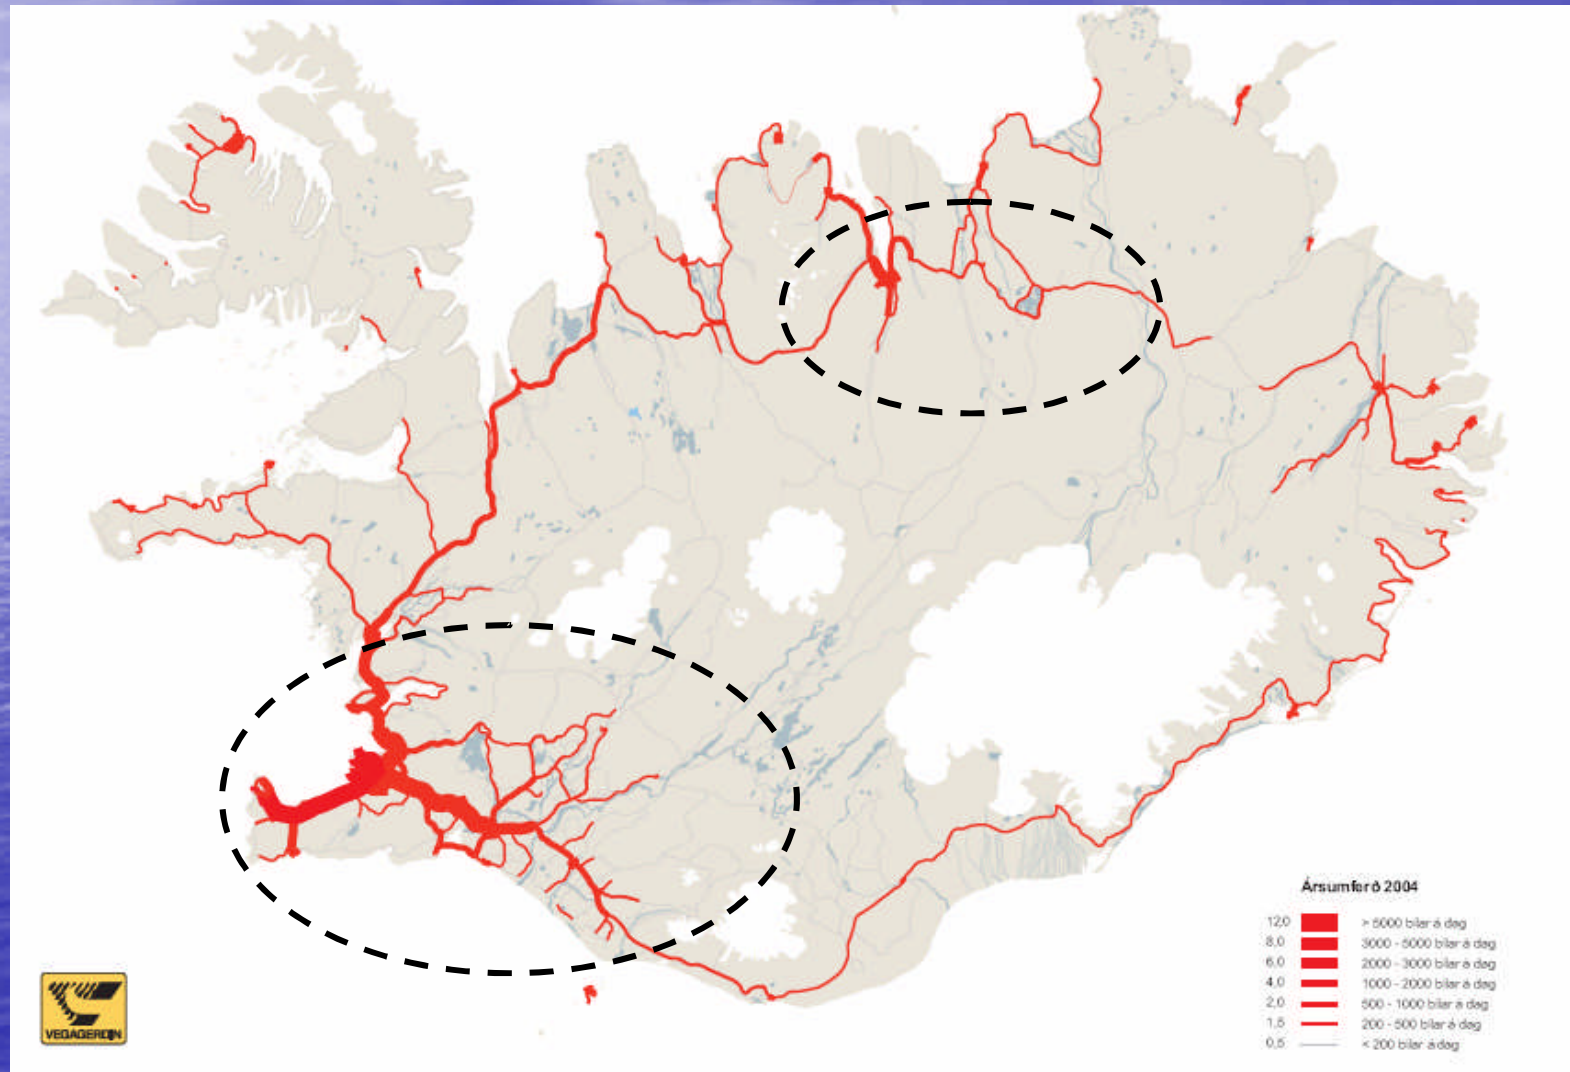 Ársumferð 2004
12,0 > 5000 bílar á dag
8,0 3000 - 5000 bílar á dag
6,0 2000 - 3000 bílar á dag
4,0 1000 - 2000 bílar á dag
2,0 500 - 1000 bílar á dag
1,5 200 - 500 bílar á dag
0,5 < 200 bílar á dag
VEGAGERÐIN